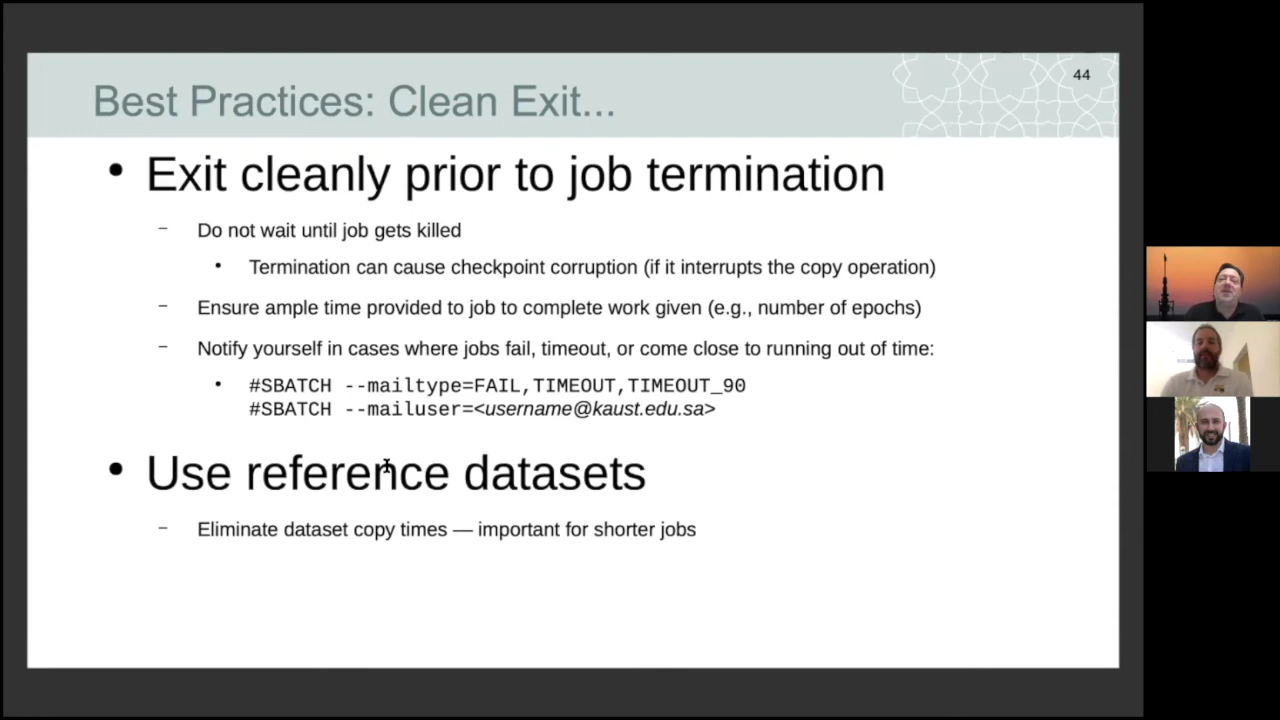 44
Best Practices: Clean Exit...
• Exit cleanly prior to job termination
– Do not wait until job gets killed
• Termination can cause checkpoint corruption (if it interrupts the copy operation)
– Ensure ample time provided to job to complete work given (e.g., number of epochs)
– Notify yourself in cases where jobs fail, timeout, or come close to running out of time:
• #SBATCH --mailtype=FAIL,TIMEOUT,TIMEOUT_90
#SBATCH --mailuser=<username@kaust.edu.sa>
• Use reference datasets
– Eliminate dataset copy times — important for shorter jobs